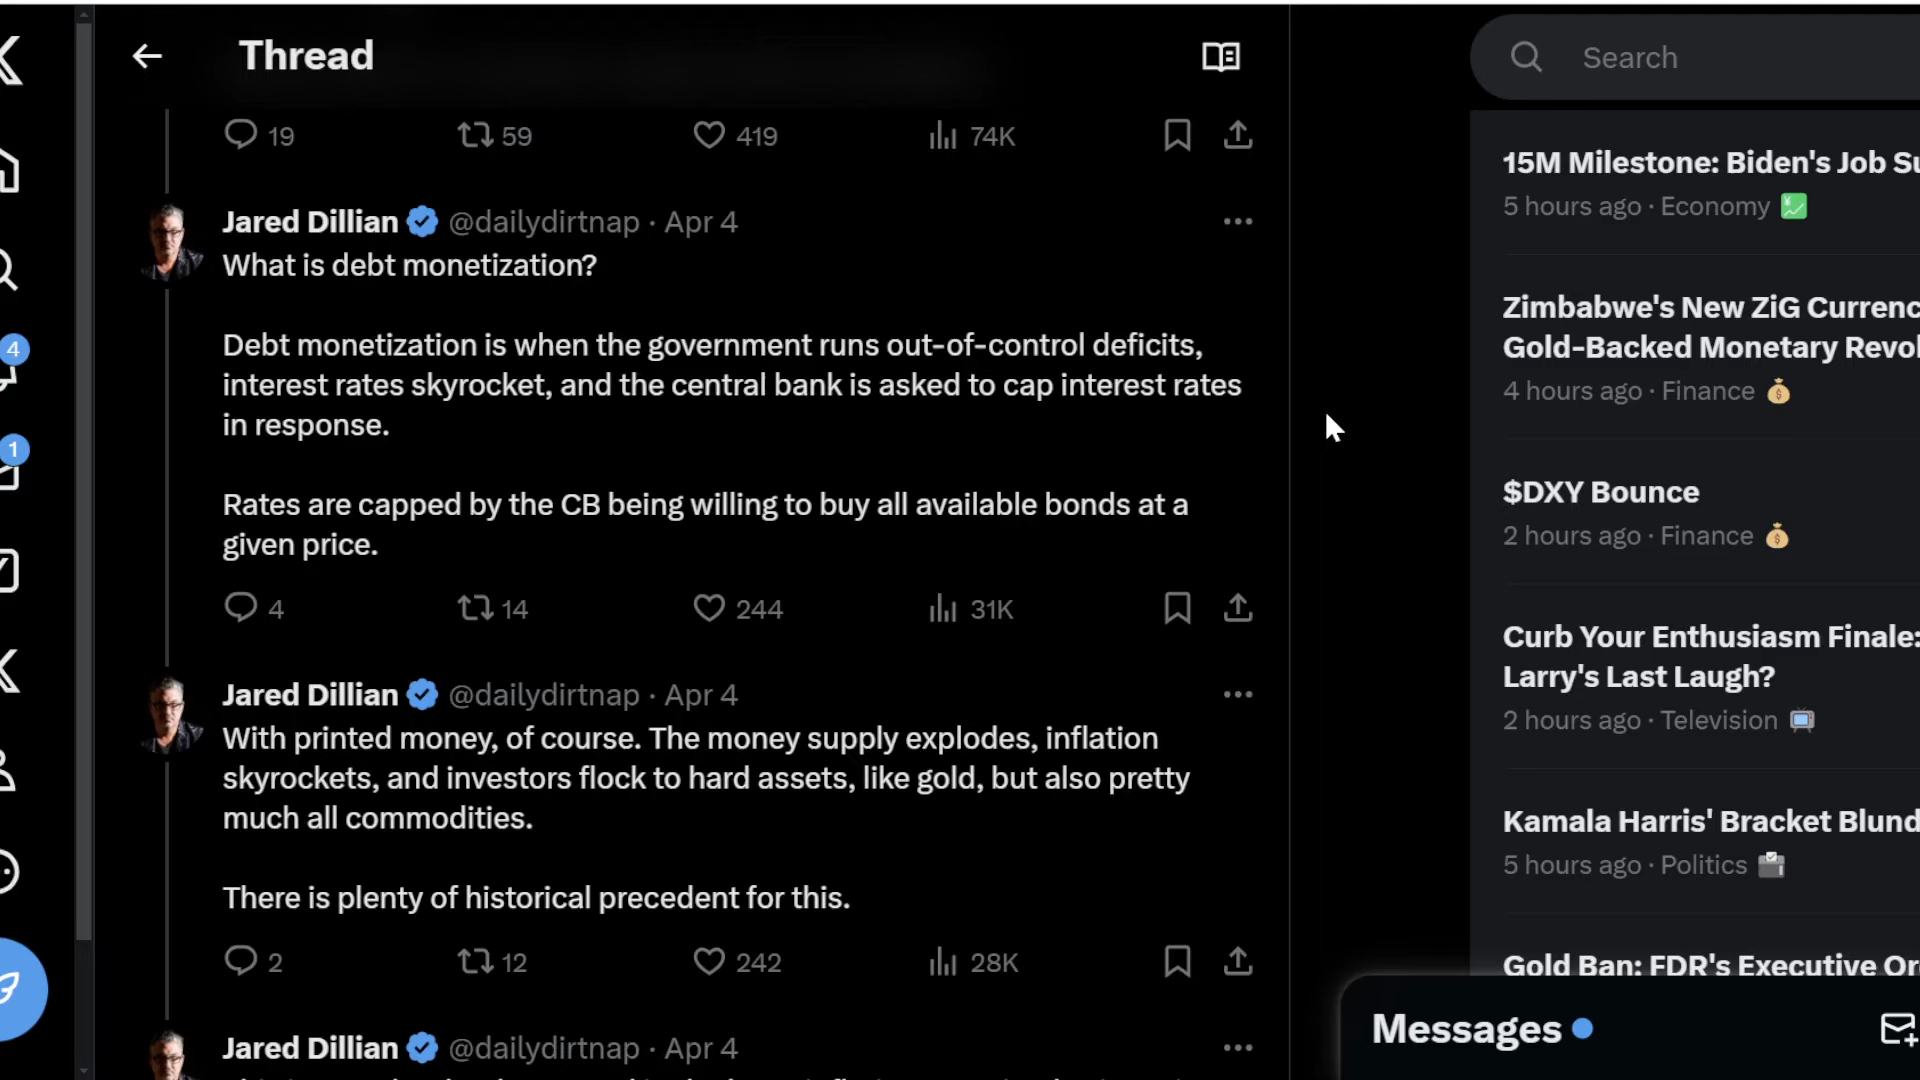 Thread
Search
19 59 419 74K
Jared Dillian @dailydirtnap · Apr 4
What is debt monetization?
Debt monetization is when the government runs out-of-control deficits,
interest rates skyrocket, and the central bank is asked to cap interest rates
in response.
Rates are capped by the CB being willing to buy all available bonds at a
given price.
4 14 244 31K
Jared Dillian @dailydirtnap · Apr 4
With printed money, of course. The money supply explodes, inflation
skyrockets, and investors flock to hard assets, like gold, but also pretty
much all commodities.
There is plenty of historical precedent for this.
2 12 242 28K
Jared Dillian @dailydirtnap · Apr 4
4
1
15M Milestone: Biden's Job
5 hours ago · Economy
Zimbabwe's New ZiG
Gold-Backed Monetary
4 hours ago · Finance
$DXY Bounce
2 hours ago · Finance
Curb Your Enthusiasm Finale:
Larry's Last Laugh?
2 hours ago · Television
Kamala Harris' Bracket
5 hours ago · Politics
Gold Ban: FDR's Executive
Messages